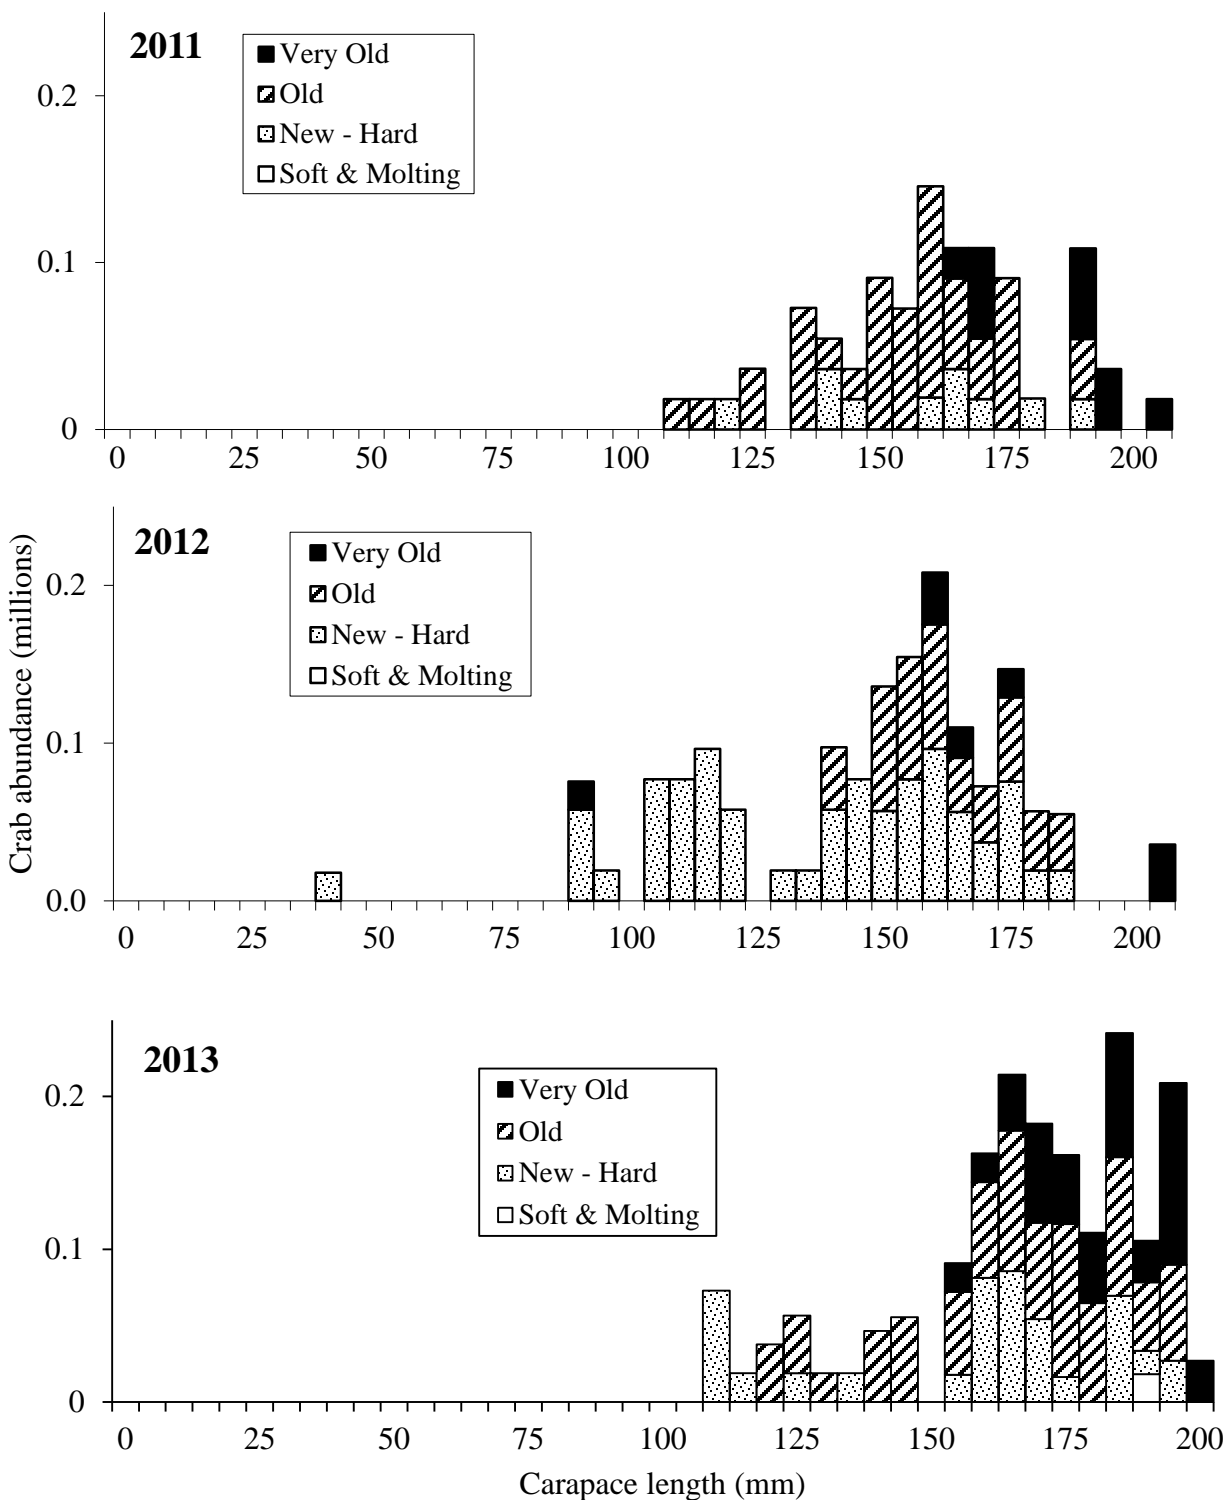 2011
Very Old
Old
New - Hard
Soft & Molting
0.2
0.1
0
0 25 50 75 100 125 150 175 200
Crab abundance (millions)
2012
Very Old
Old
New - Hard
Soft & Molting
0.2
0.1
0.0
0 25 50 75 100 125 150 175 200
2013
Very Old
Old
New - Hard
Soft & Molting
0.2
0.1
0
0 25 50 75 100 125 150 175 200
Carapace length (mm)